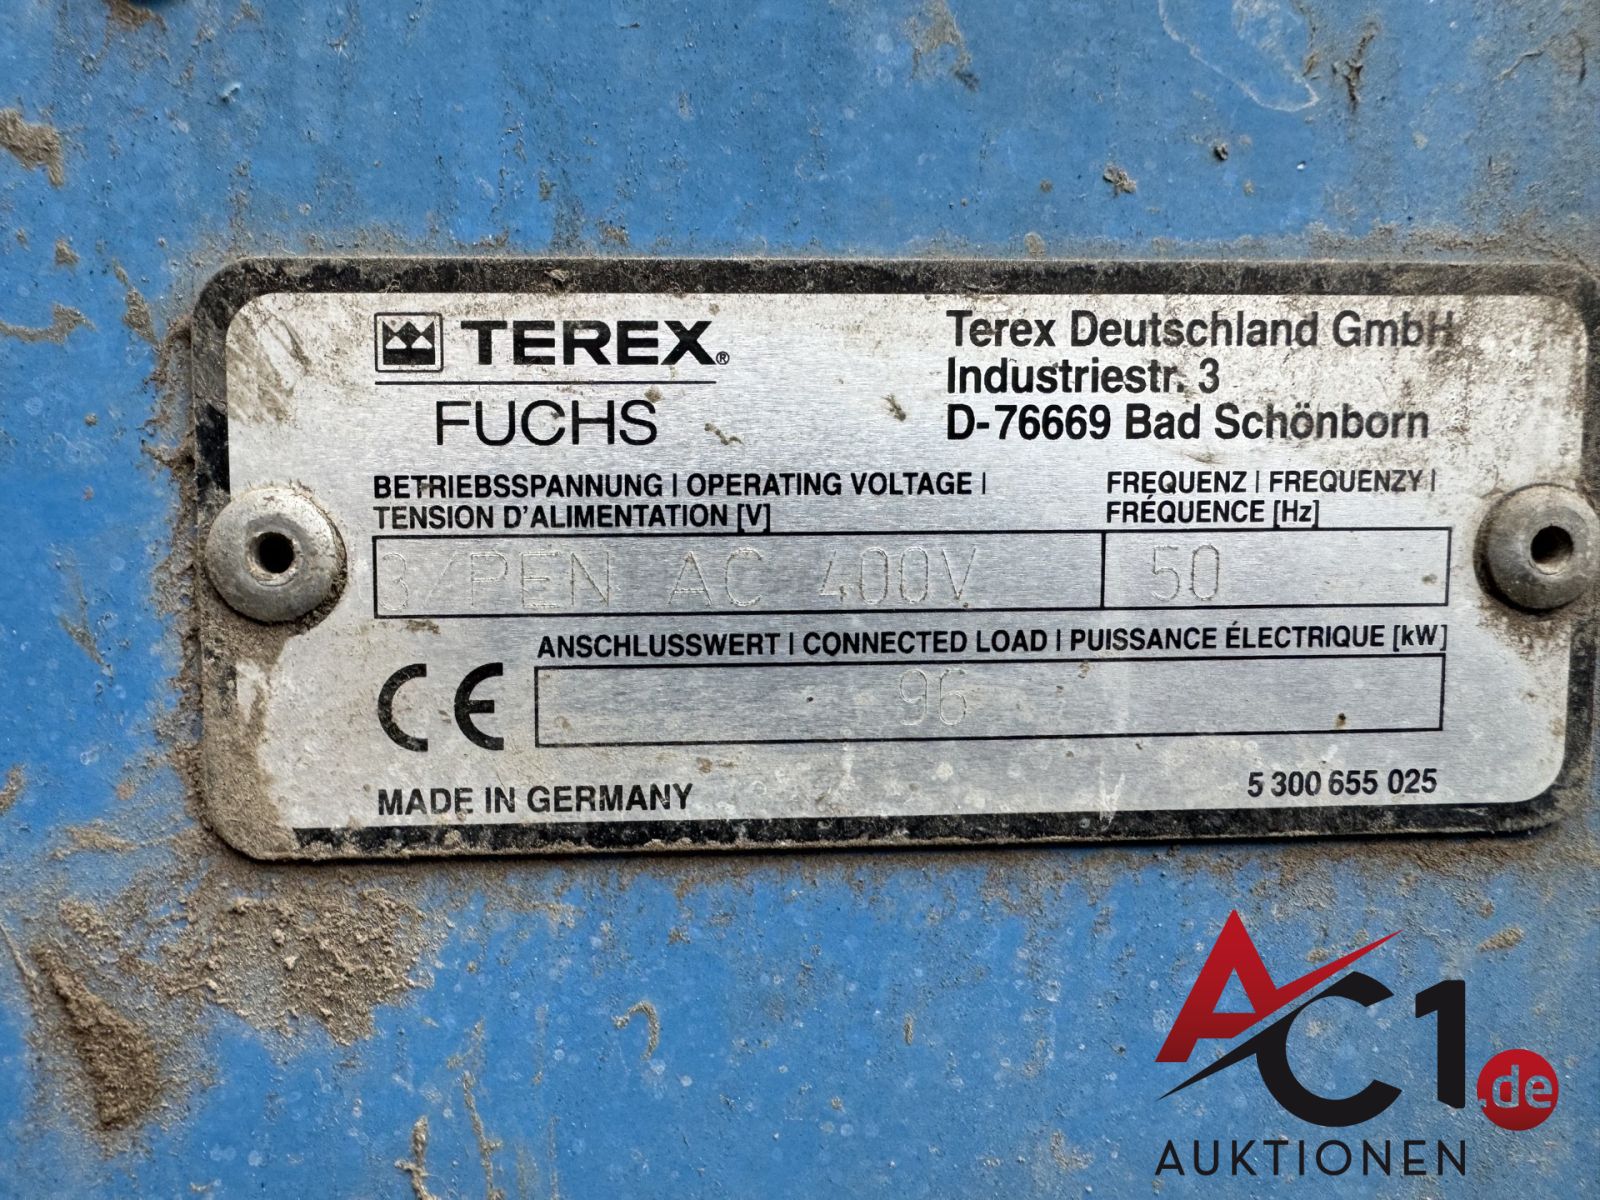 TEREX®
FUCHS
Terex Deutschland GmbH
Industriestr. 3
D-76669 Bad Schönborn
BETRIEBSSPANNUNG | OPERATING VOLTAGE |
TENSION D'ALIMENTATION [V]
FREQUENZ | FREQUENZY |
FRÉQUENCE [Hz]
3/PEN AC 400V
50
ANSCHLUSSWERT | CONNECTED LOAD | PUISSANCE ÉLECTRIQUE [kW]
96
CE
MADE IN GERMANY
5 300 655 025
AC1.de
AUKTIONEN